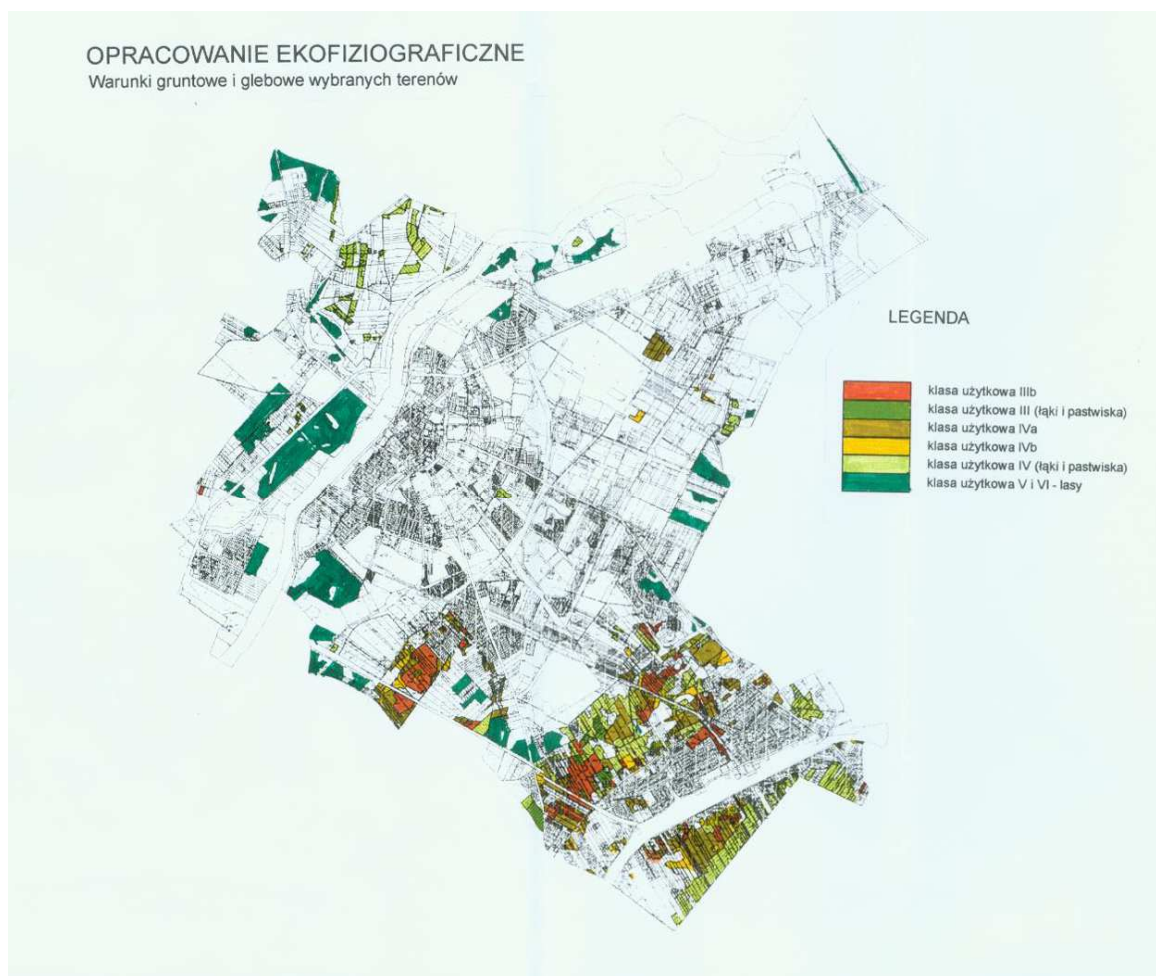 OPRACOWANIE EKOFIZIOGRAFICZNE
Warunki gruntowe i glebowe wybranych terenów
LEGENDA
klasa użytkowa IIIb
klasa użytkowa III (łąki i pastwiska)
klasa użytkowa IVa
klasa użytkowa IVb
klasa użytkowa IV (łąki i pastwiska)
klasa użytkowa V i VI - lasy